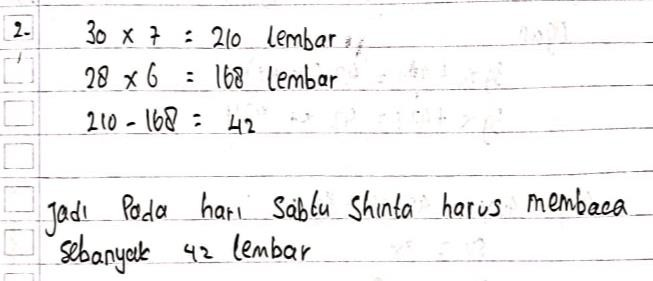 2. 30 x 7 = 210 lembar
28 x 6 = 168 lembar
210 - 168 = 42
Jadi Pada hari Sabtu Shinta harus membaca
sebanyak 42 lembar